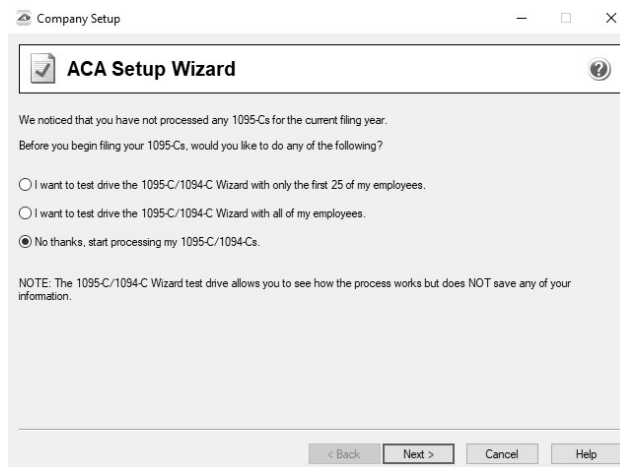 Company Setup
ACA Setup Wizard
We noticed that you have not processed any 1095-Cs for the current filing year.
Before you begin filing your 1095-Cs, would you like to do any of the following?
I want to test drive the 1095-C/1094-C Wizard with only the first 25 of my employees.
I want to test drive the 1095-C/1094-C Wizard with all of my employees.
No thanks, start processing my 1095-C/1094-Cs.
NOTE: The 1095-C/1094-C Wizard test drive allows you to see how the process works but does NOT save any of your
information.
< Back Next > Cancel Help